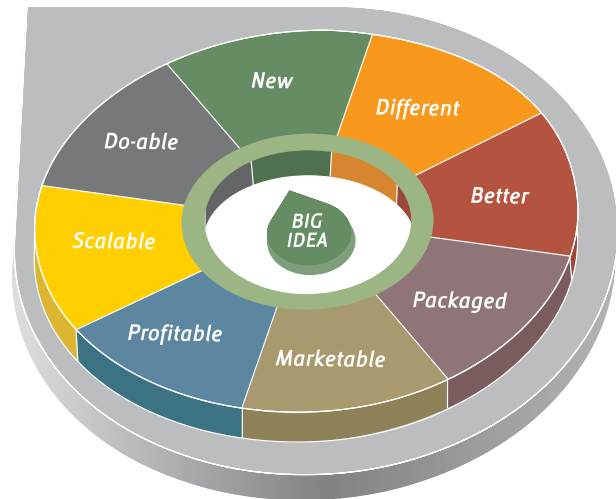 New
Different
Better
Packaged
Marketable
Profitable
Scalable
Do-able
BIG
IDEA